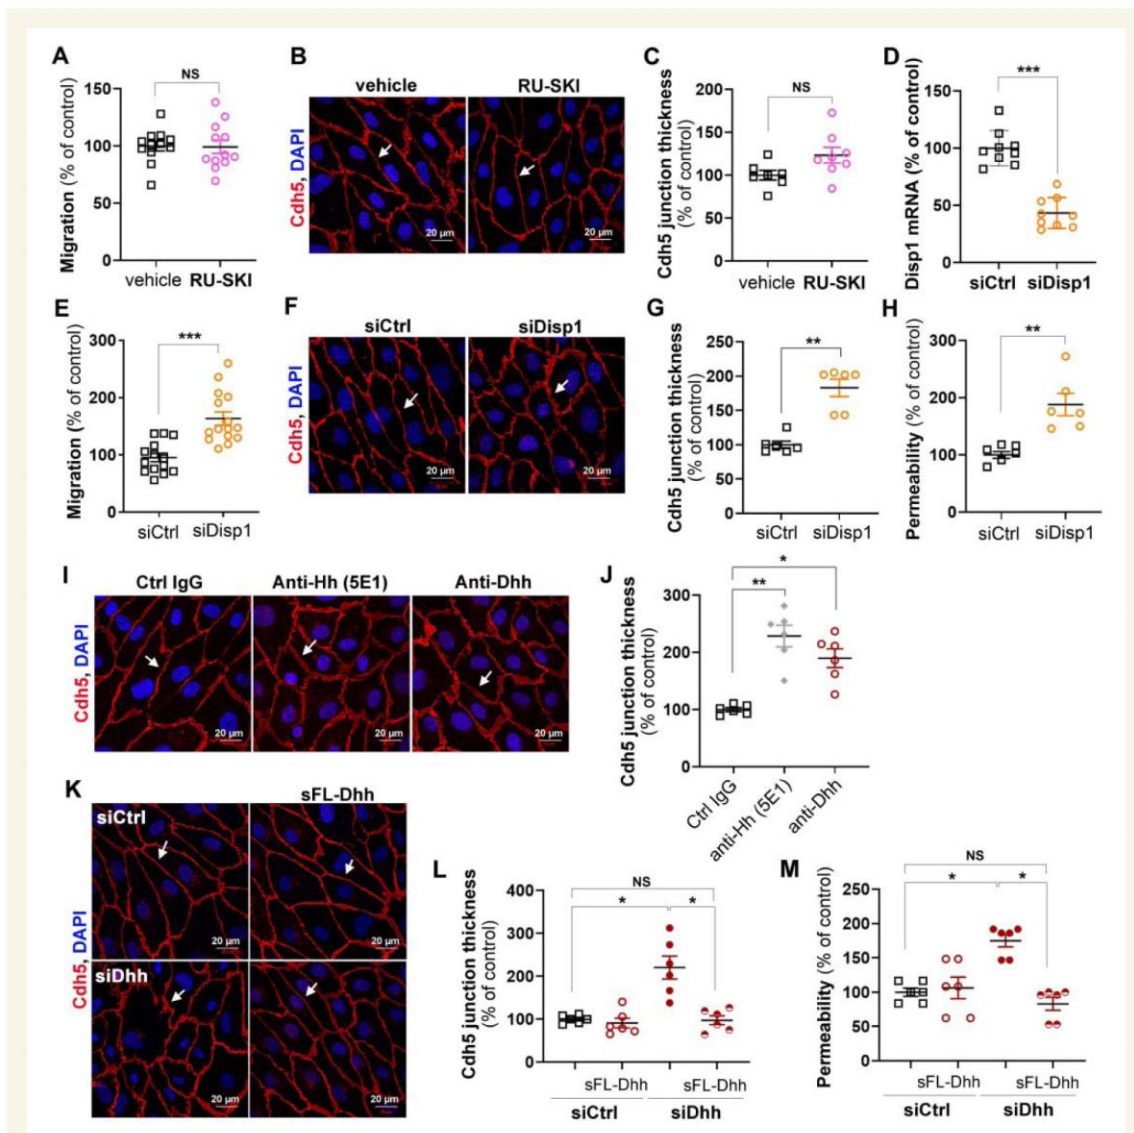 A
Migration (% of control)
150
100
50
0
NS
vehicle
RU-SKI
B
vehicle
RU-SKI
Cdh5, DAPI
20 µm
20 µm
C
Cdh5 junction thickness
(% of control)
200
150
100
50
0
NS
vehicle
RU-SKI
D
Disp1 mRNA (% of control)
150
100
50
0
***
siCtrl
siDisp1
E
Migration (% of control)
300
200
100
0
***
siCtrl
siDisp1
F
siCtrl
siDisp1
Cdh5, DAPI
20 µm
20 µm
G
Cdh5 junction thickness
(% of control)
250
200
150
100
50
0
**
siCtrl
siDisp1
H
Permeability (% of control)
300
200
100
0
**
siCtrl
siDisp1
I
Ctrl IgG
Anti-Hh (5E1)
Anti-Dhh
Cdh5, DAPI
20 µm
20 µm
20 µm
J
Cdh5 junction thickness
(% of control)
300
200
100
0
*
**
Ctrl IgG
anti-Hh (5E1)
anti-Dhh
K
sFL-Dhh
siCtrl
siDhh
Cdh5, DAPI
20 µm
20 µm
20 µm
20 µm
L
Cdh5 junction thickness
(% of control)
400
300
200
100
0
NS
*
*
sFL-Dhh
sFL-Dhh
siCtrl
siDhh
M
Permeability (% of control)
250
200
150
100
50
0
NS
*
*
sFL-Dhh
sFL-Dhh
siCtrl
siDhh